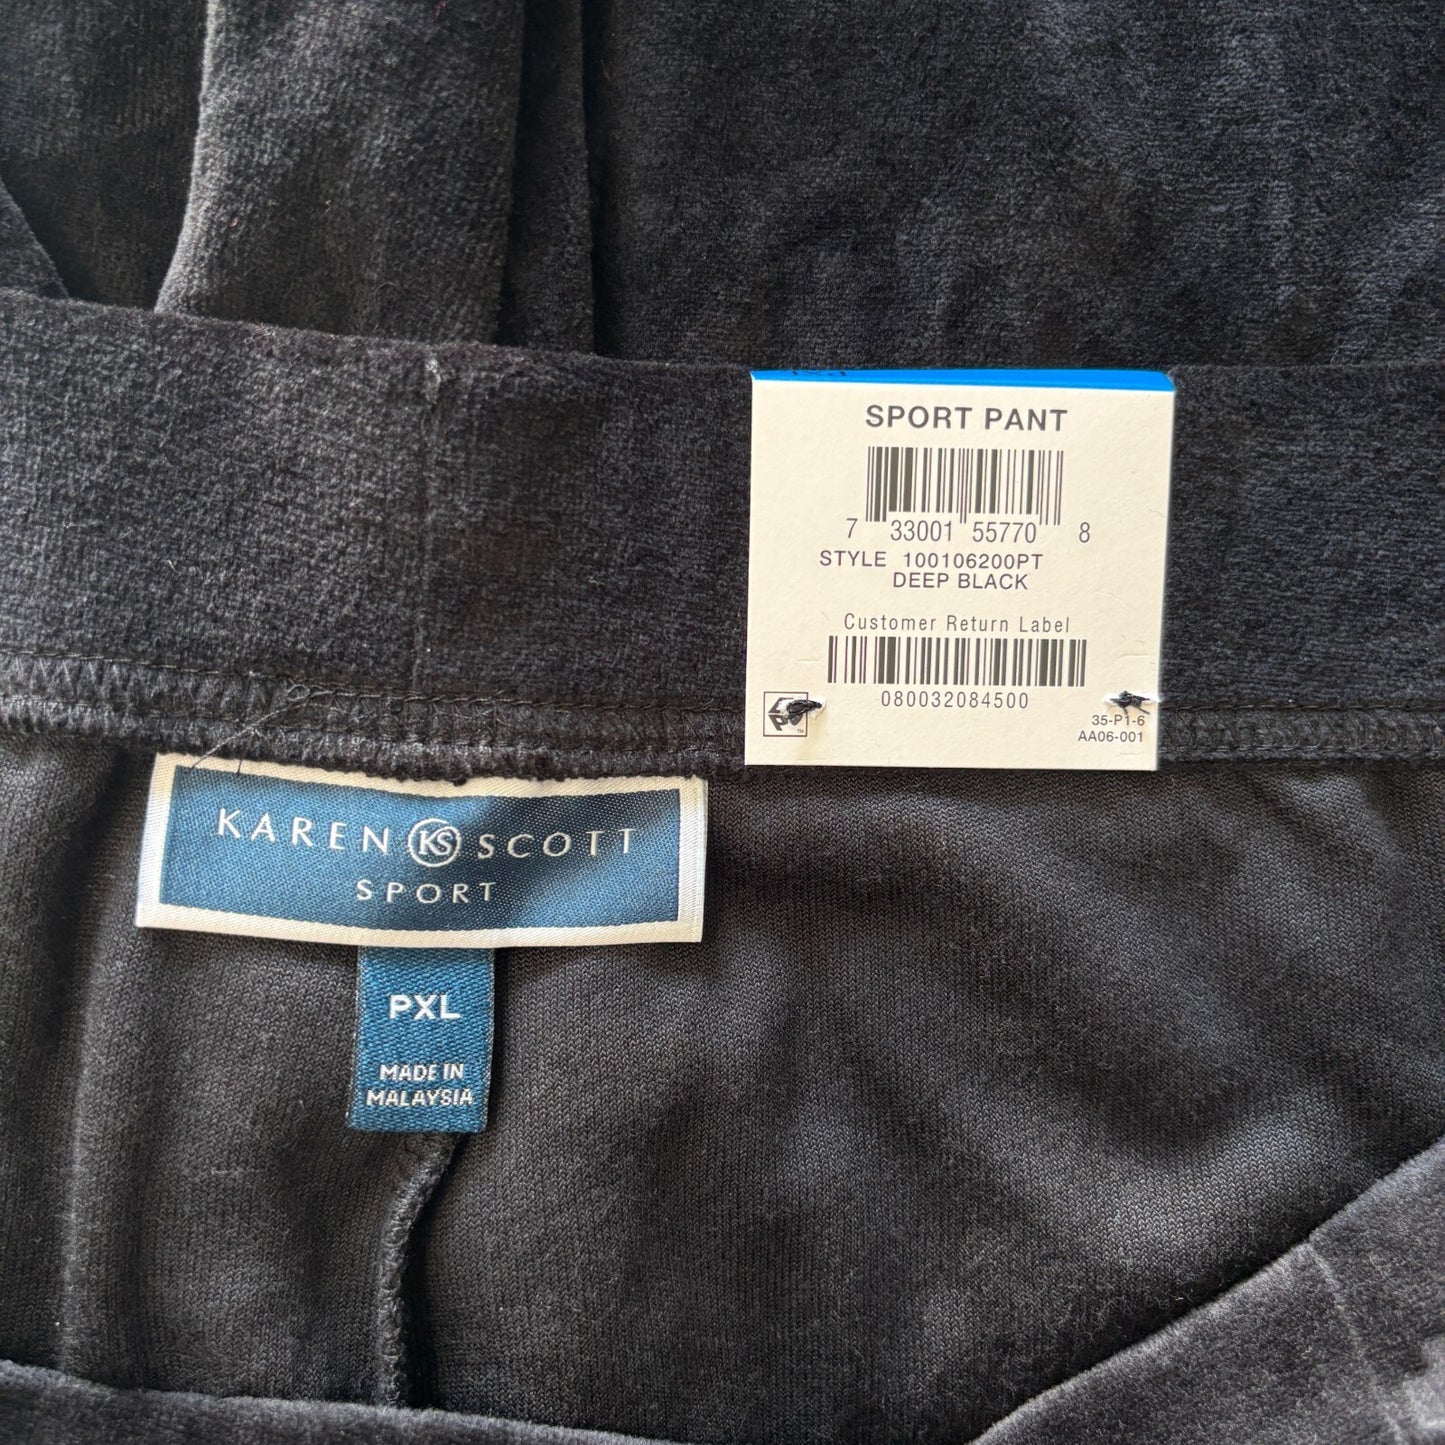 PXL
SPORT PANT
7 33001 55770 8
STYLE 100106200PT
DEEP BLACK
Customer Return Label
080032084500
35-P1-6
AA06-001
KAREN KS SCOTT
SPORT
PXL
MADE IN
MALAYSIA